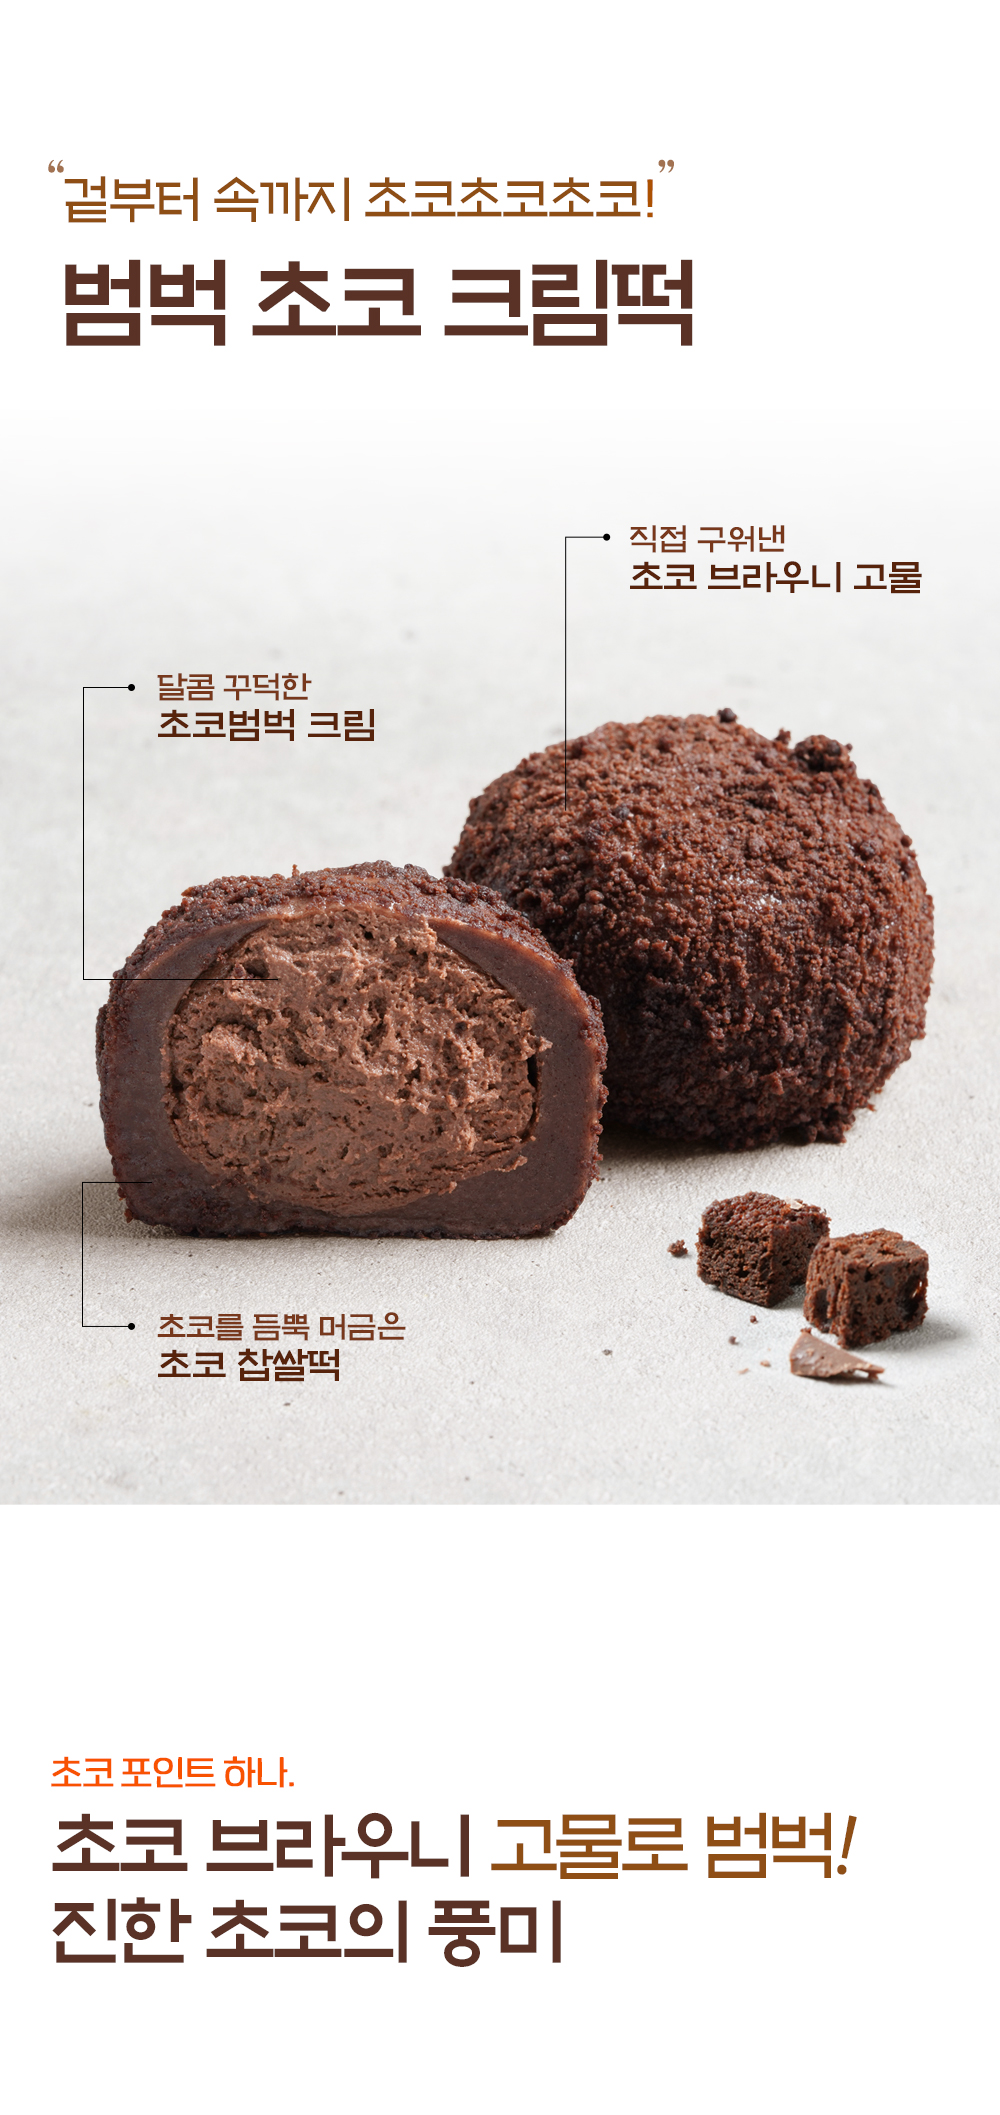 “겉부터 속까지 초코초코초코!”
범벅 초코 크림떡
직접 구워낸
초코 브라우니 고물
달콤 꾸덕한
초코범벅 크림
초코를 듬뿍 머금은
초코 찹쌀떡
초코 포인트 하나.
초코 브라우니 고물로 범벅!
진한 초코의 풍미